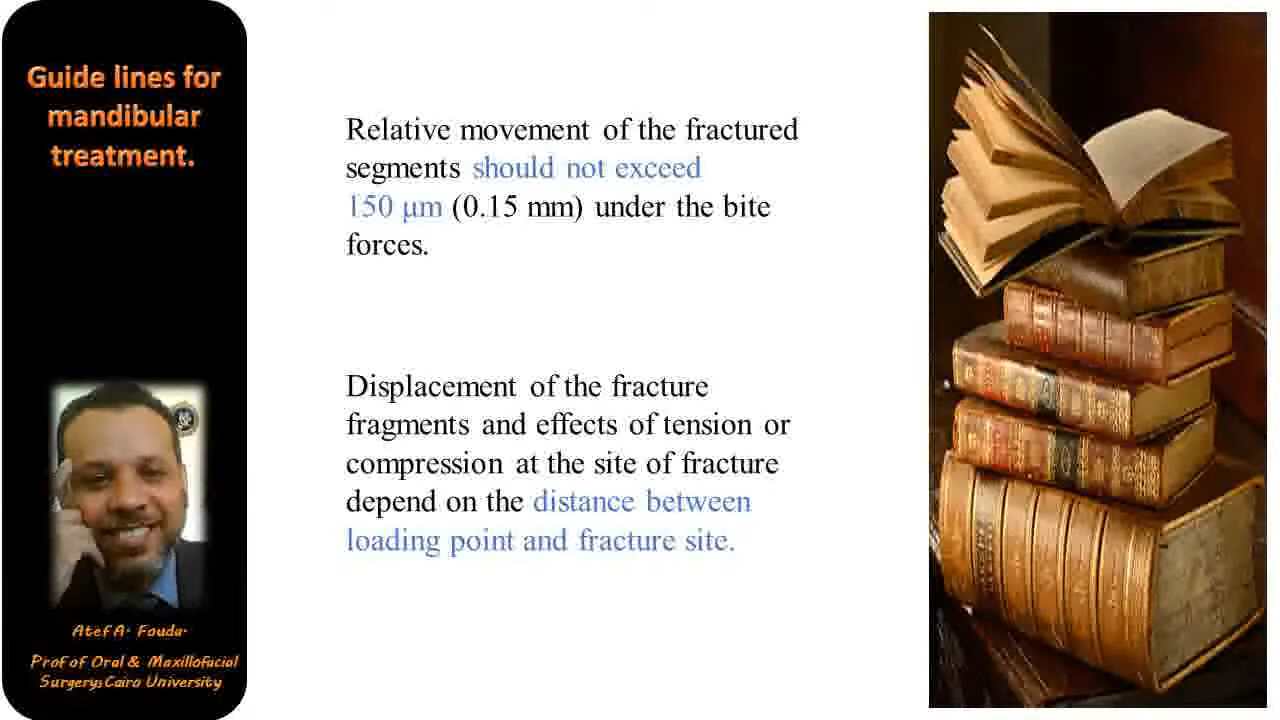 Guide lines for
mandibular
treatment.
Relative movement of the fractured
segments should not exceed
150 μm (0.15 mm) under the bite
forces.
Displacement of the fracture
fragments and effects of tension or
compression at the site of fracture
depend on the distance between
loading point and fracture site.
Atef A. Fouda.
Prof of Oral & Maxillofacial
Surgery,Cairo University